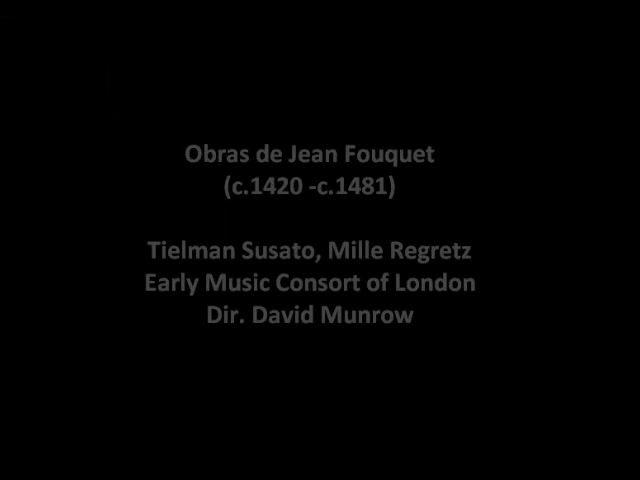 Obras de Jean Fouquet
(c.1420 -c.1481)
Tielman Susato, Mille Regretz
Early Music Consort of London
Dir. David Munrow